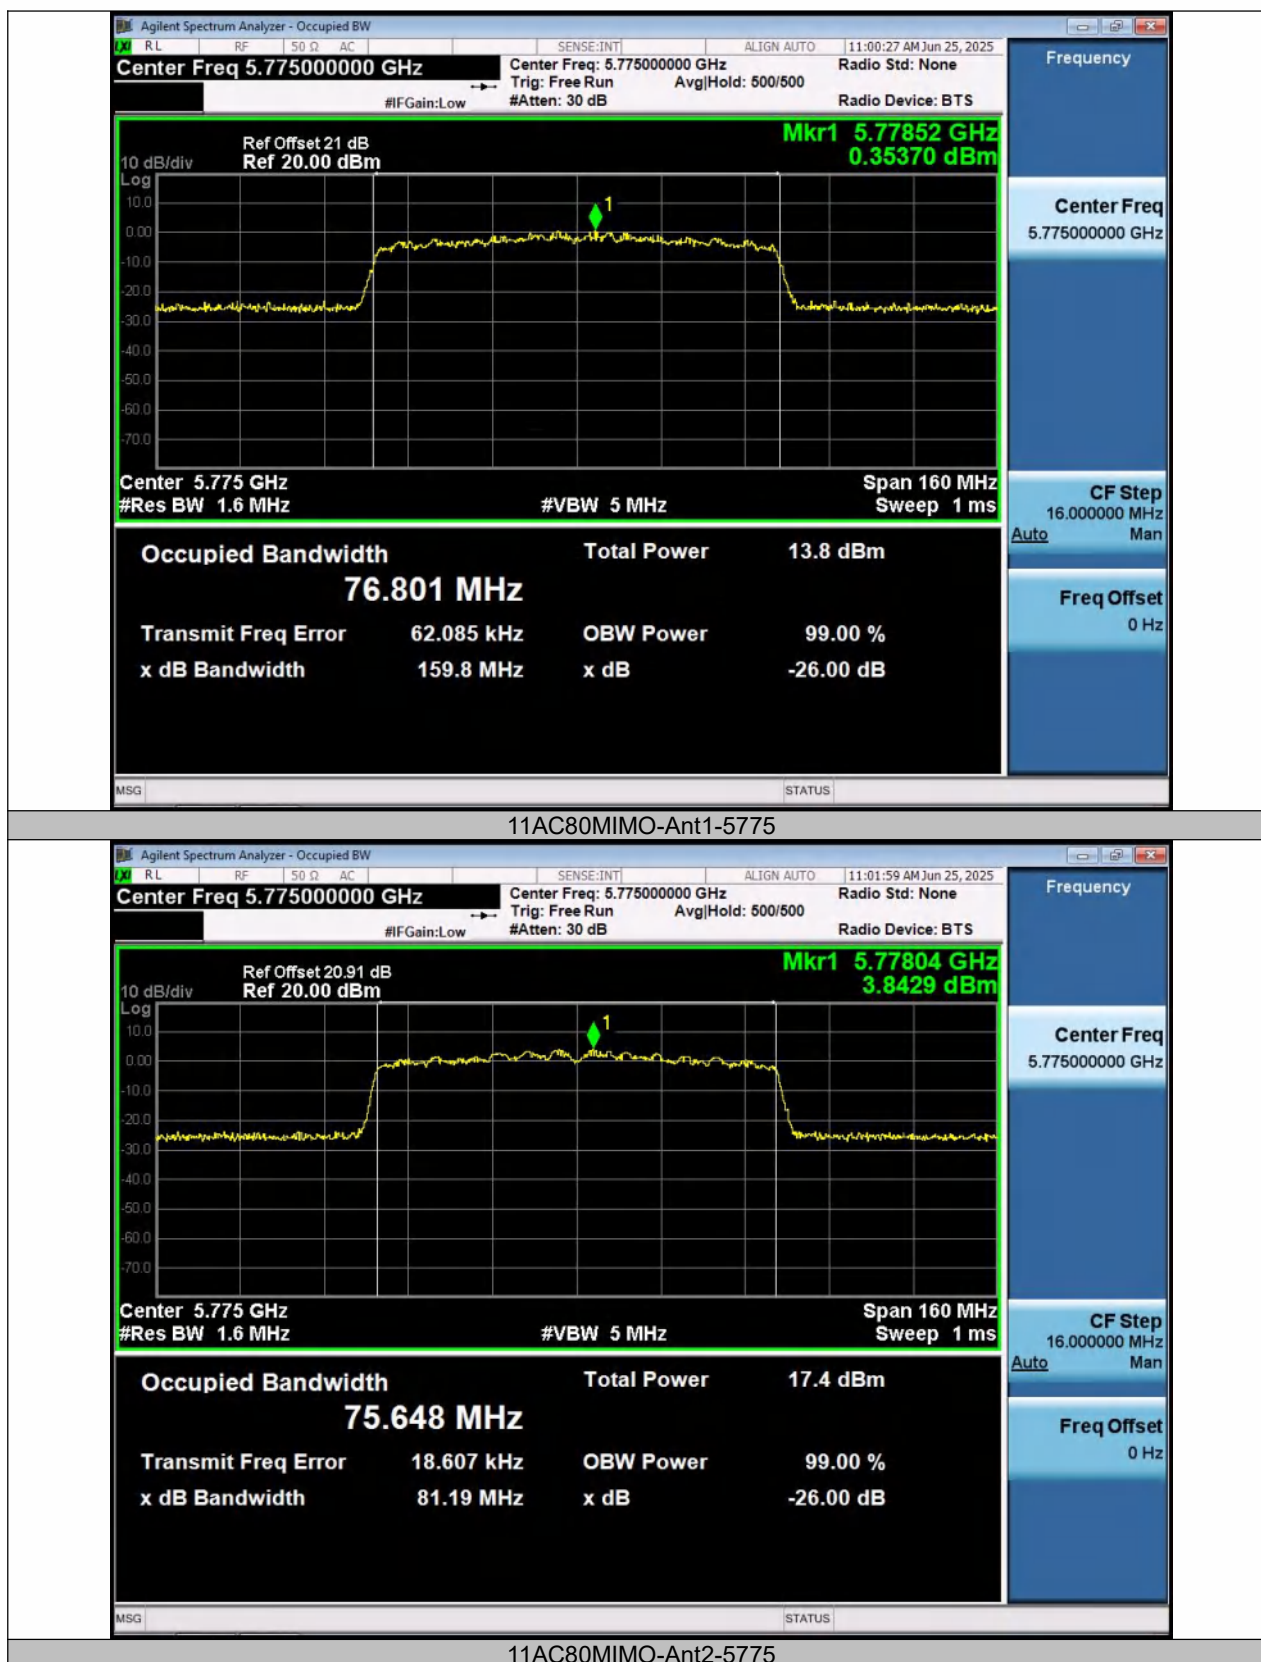 Agilent Spectrum Analyzer - Occupied BW
LXI RL RF 50 Ω AC SENSE:INT ALIGN AUTO 11:00:27 AM Jun 25, 2025
Center Freq 5.775000000 GHz
Center Freq: 5.775000000 GHz Radio Std: None
Trig: Free Run Avg|Hold: 500/500
#IFGain:Low #Atten: 30 dB Radio Device: BTS
Frequency
Mkr1 5.77852 GHz
0.35370 dBm
Ref Offset 21 dB
10 dB/div Ref 20.00 dBm
Log
10.0
0.00
-10.0
-20.0
-30.0
-40.0
-50.0
-60.0
-70.0
1
Center 5.775 GHz Span 160 MHz
#Res BW 1.6 MHz #VBW 5 MHz Sweep 1 ms
Center Freq
5.775000000 GHz
CF Step
16.000000 MHz
Auto Man
Freq Offset
0 Hz
Occupied Bandwidth Total Power 13.8 dBm
76.801 MHz
Transmit Freq Error 62.085 kHz OBW Power 99.00 %
x dB Bandwidth 159.8 MHz x dB -26.00 dB
MSG STATUS
11AC80MIMO-Ant1-5775
Agilent Spectrum Analyzer - Occupied BW
LXI RL RF 50 Ω AC SENSE:INT ALIGN AUTO 11:01:59 AM Jun 25, 2025
Center Freq 5.775000000 GHz
Center Freq: 5.775000000 GHz Radio Std: None
Trig: Free Run Avg|Hold: 500/500
#IFGain:Low #Atten: 30 dB Radio Device: BTS
Frequency
Mkr1 5.77804 GHz
3.8429 dBm
Ref Offset 20.91 dB
10 dB/div Ref 20.00 dBm
Log
10.0
0.00
-10.0
-20.0
-30.0
-40.0
-50.0
-60.0
-70.0
1
Center 5.775 GHz Span 160 MHz
#Res BW 1.6 MHz #VBW 5 MHz Sweep 1 ms
Center Freq
5.775000000 GHz
CF Step
16.000000 MHz
Auto Man
Freq Offset
0 Hz
Occupied Bandwidth Total Power 17.4 dBm
75.648 MHz
Transmit Freq Error 18.607 kHz OBW Power 99.00 %
x dB Bandwidth 81.19 MHz x dB -26.00 dB
MSG STATUS
11AC80MIMO-Ant2-5775